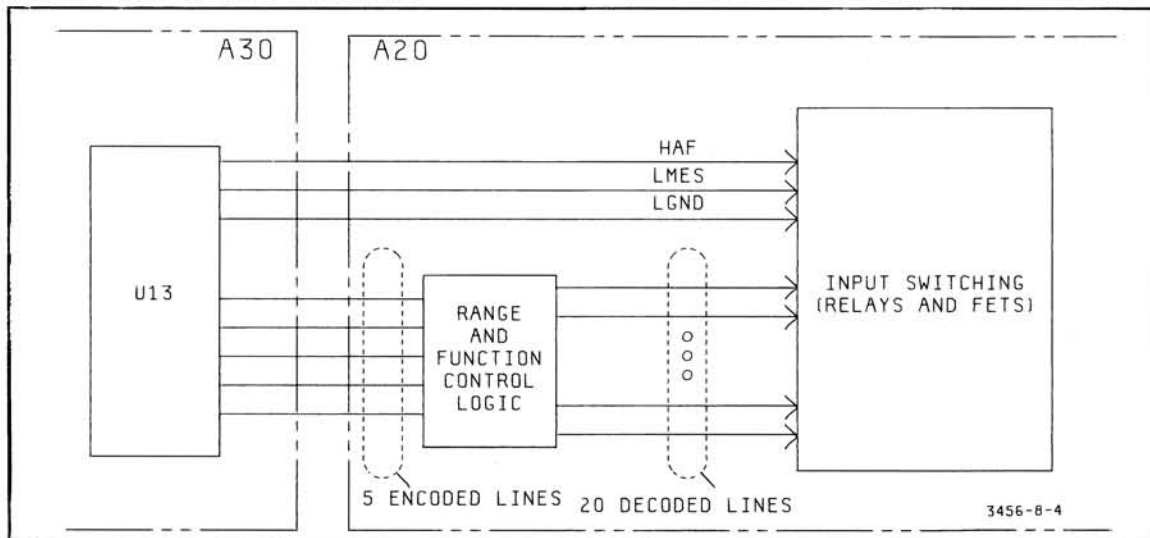 A30
A20
HAF
LMES
LGND
U13
RANGE
AND
FUNCTION
CONTROL
LOGIC
INPUT SWITCHING
(RELAYS AND FETS)
5 ENCODED LINES
20 DECODED LINES
3456-8-4